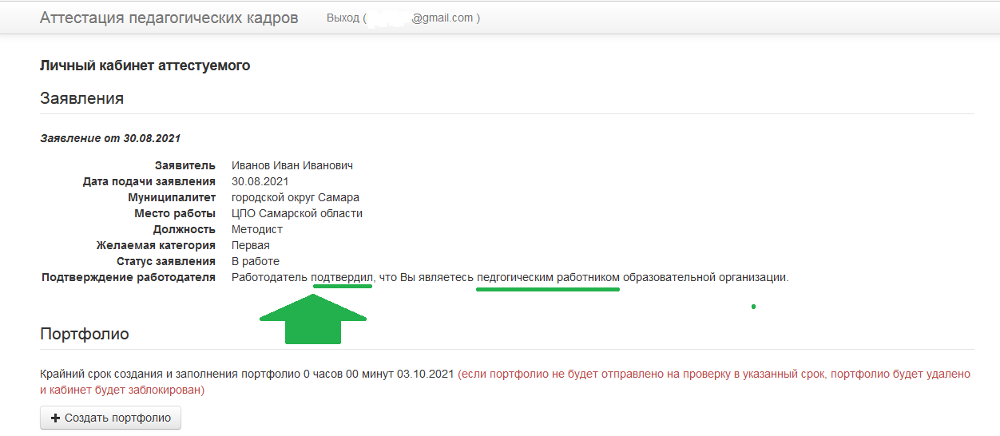 Аттестация педагогических кадров Выход ( @gmail.com )
Личный кабинет аттестуемого
Заявления
Заявление от 30.08.2021
Заявитель Иванов Иван Иванович
Дата подачи заявления 30.08.2021
Муниципалитет городской округ Самара
Место работы ЦПО Самарской области
Должность Методист
Желаемая категория Первая
Статус заявления В работе
Подтверждение работодателя Работодатель подтвердил, что Вы являетесь педгогическим работником образовательной организации.
Портфолио
Крайний срок создания и заполнения портфолио 0 часов 00 минут 03.10.2021 (если портфолио не будет отправлено на проверку в указанный срок, портфолио будет удалено
и кабинет будет заблокирован)
+ Создать портфолио